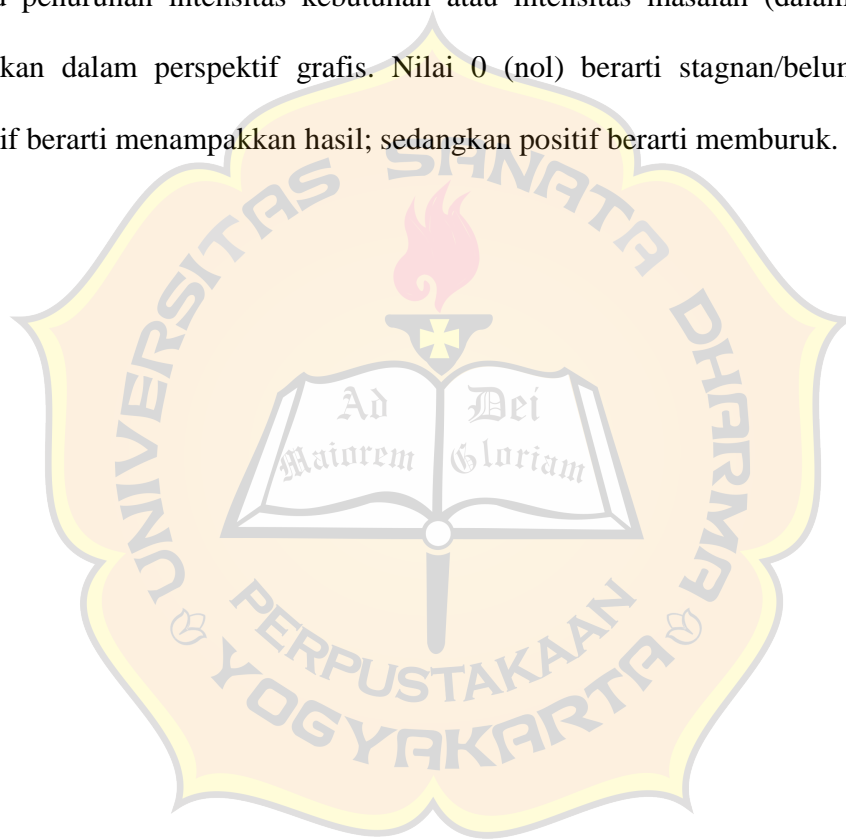 penurunan intensitas kebutuhan atau intensitas masalah (dalam
kan dalam perspektif grafis. Nilai 0 (nol) berarti stagnan/belum
if berarti menampakkan hasil; sedangkan positif berarti memburuk.
UNIVERSITAS SANATA DHARMA
Ad Dei
Maiorem Gloriam
PERPUSTAKAAN
YOGYAKARTA